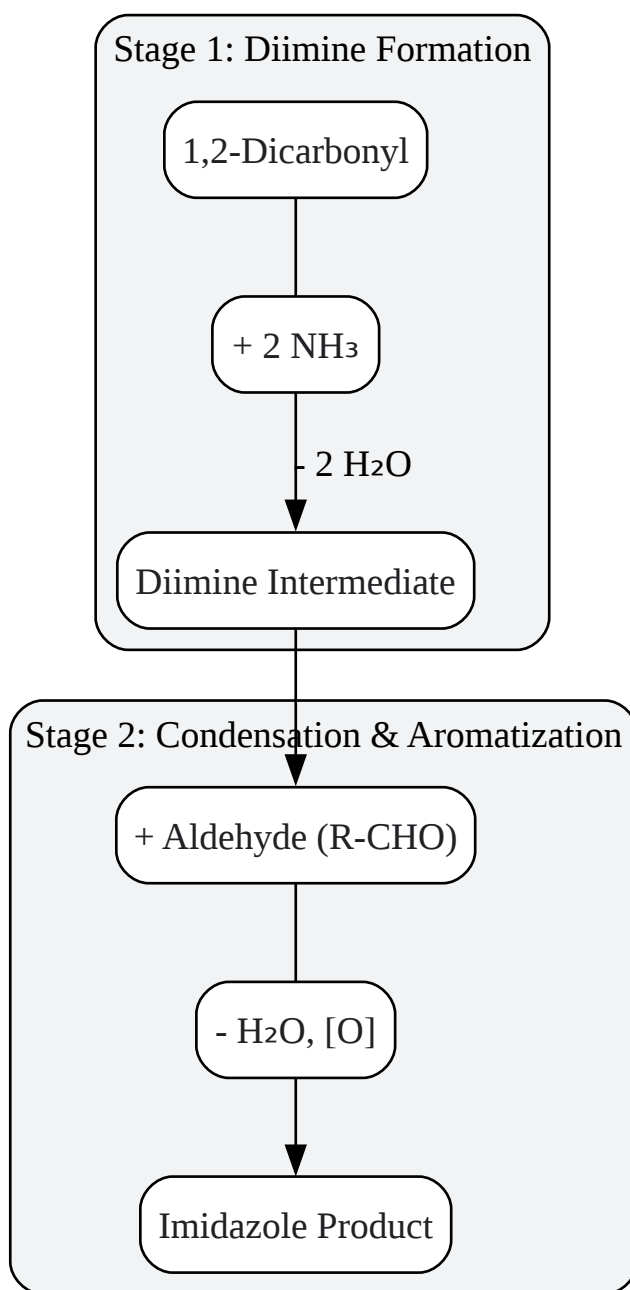 Stage 1: Diimine Formation
1,2-Dicarbonyl
+ 2 NH₃
- 2 H₂O
Diimine Intermediate
Stage 2: Condensation & Aromatization
+ Aldehyde (R-CHO)
- H₂O, [O]
Imidazole Product